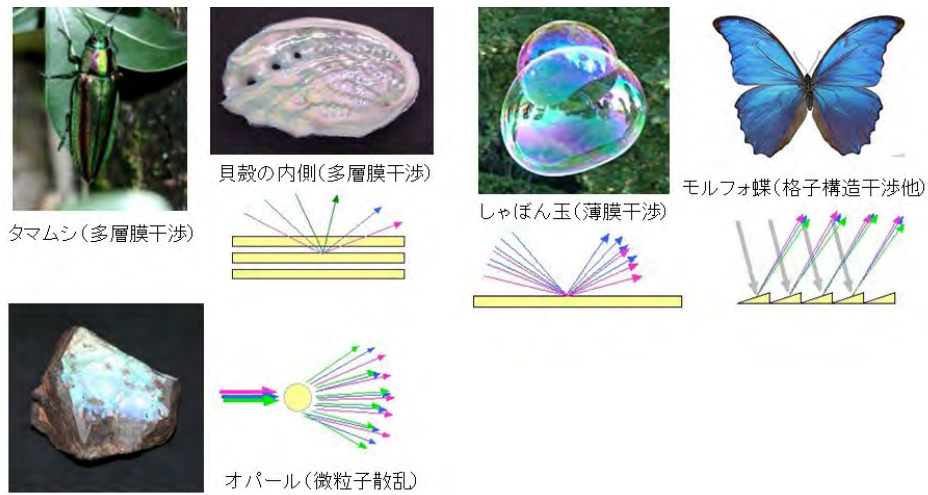 貝殻の内側(多層膜干渉)
モルフォ蝶(格子構造干渉他)
しゃぼん玉(薄膜干渉)
タマムシ(多層膜干渉)
オパール(微粒子散乱)